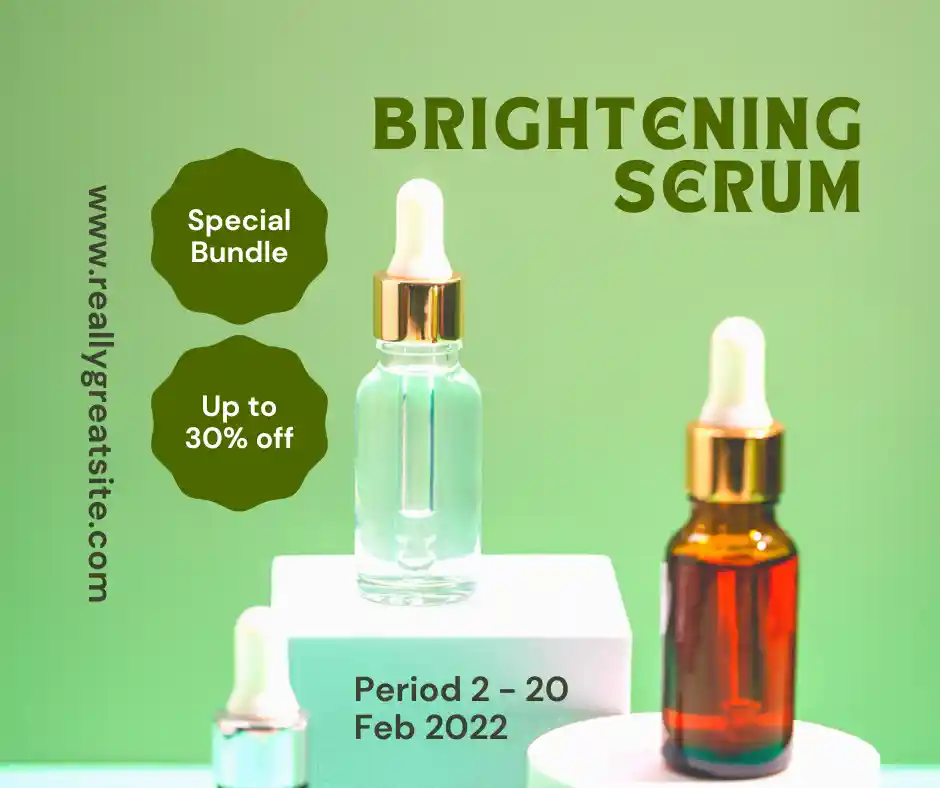 BRIGHTENING
SERUM
Special
Bundle
Up to
30% off
www.reallygreatsite.com
Period 2 - 20
Feb 2022